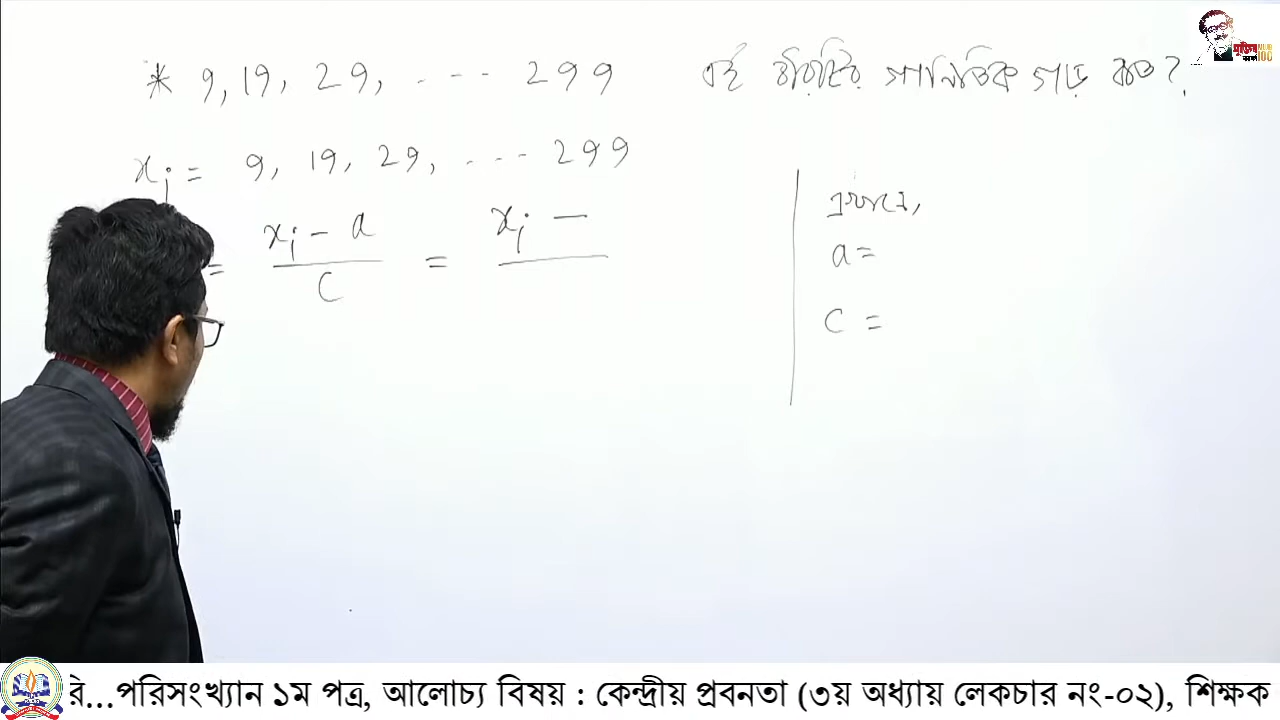 * 9, 19, 29, ... 299 এই ধারাটির গাণিতিক গড় কত?
xᵢ = 9, 19, 29, ... 299
= xᵢ - a / c = xᵢ -
এখানে,
a =
c =
রি...পরিসংখ্যান ১ম পত্র, আলোচ্য বিষয় : কেন্দ্রীয় প্রবনতা (৩য় অধ্যায় লেকচার নং-০২), শিক্ষক